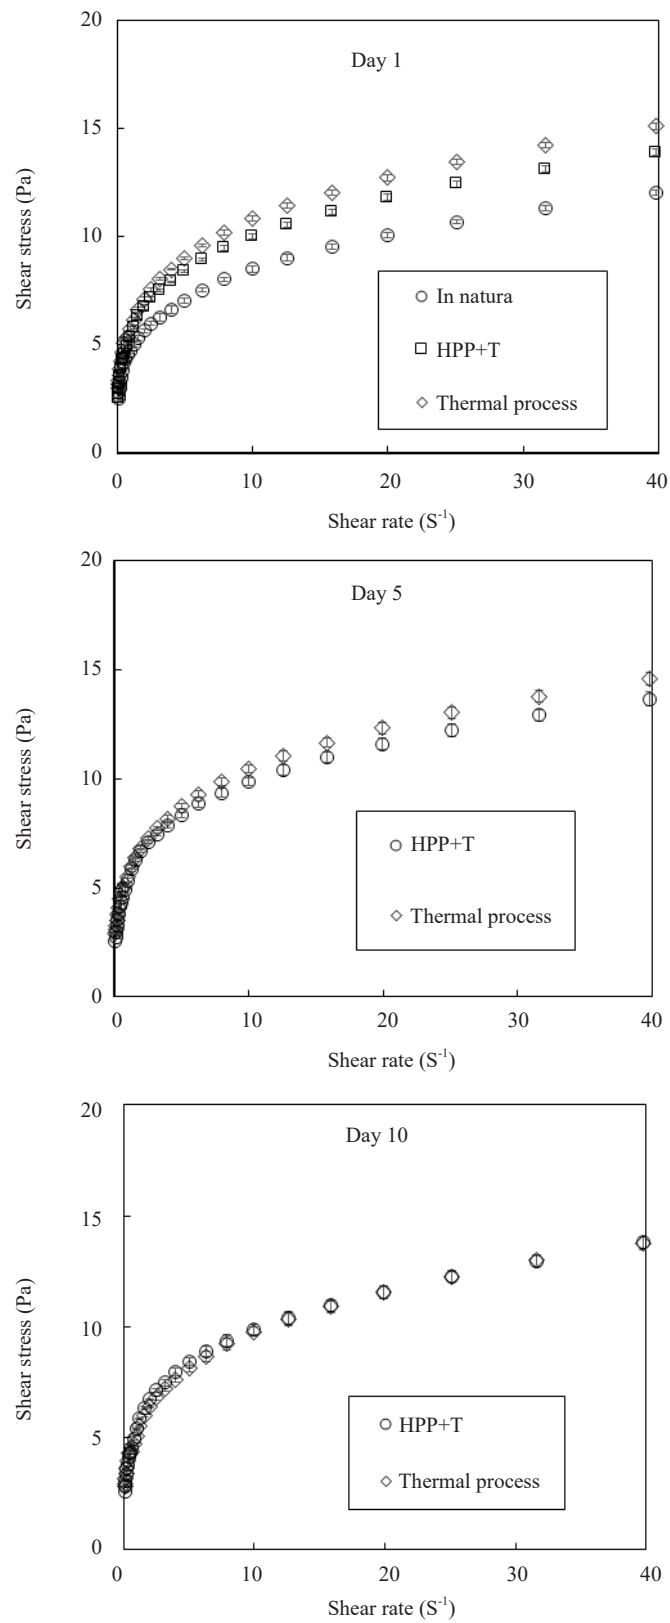 20
Day 1
15
Shear stress (Pa)
10
In natura
5
HPP+T
Thermal process
0
0 10 20 30 40
Shear rate (S⁻¹)
20
Day 5
15
Shear stress (Pa)
10
HPP+T
5
Thermal process
0
0 10 20 30 40
Shear rate (S⁻¹)
20
Day 10
15
Shear stress (Pa)
10
HPP+T
5
Thermal process
0
0 10 20 30 40
Shear rate (S⁻¹)